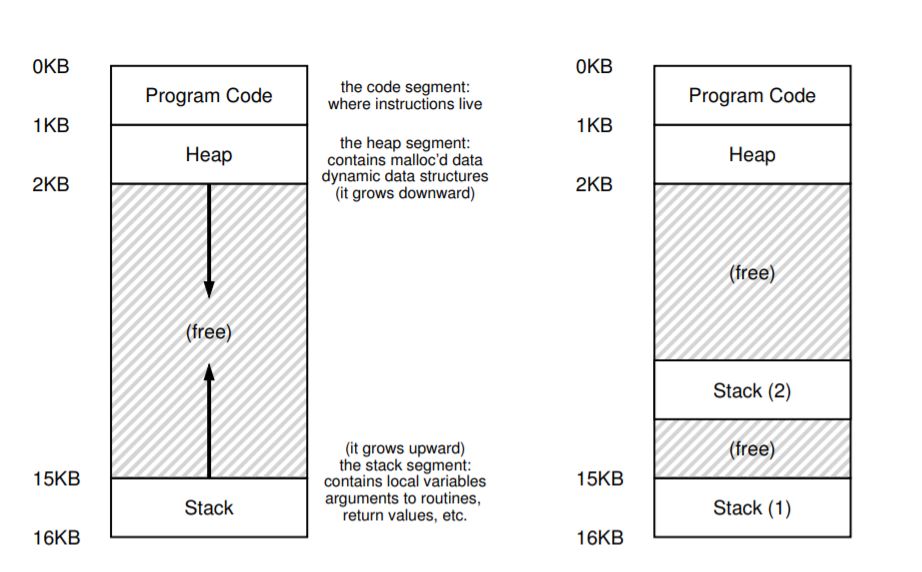 0KB
Program Code
1KB
Heap
2KB
(free)
15KB
Stack
16KB
the code segment:
where instructions live
the heap segment:
contains malloc'd data
dynamic data structures
(it grows downward)
(it grows upward)
the stack segment:
contains local variables
arguments to routines,
return values, etc.
0KB
Program Code
1KB
Heap
2KB
(free)
Stack (2)
(free)
15KB
Stack (1)
16KB